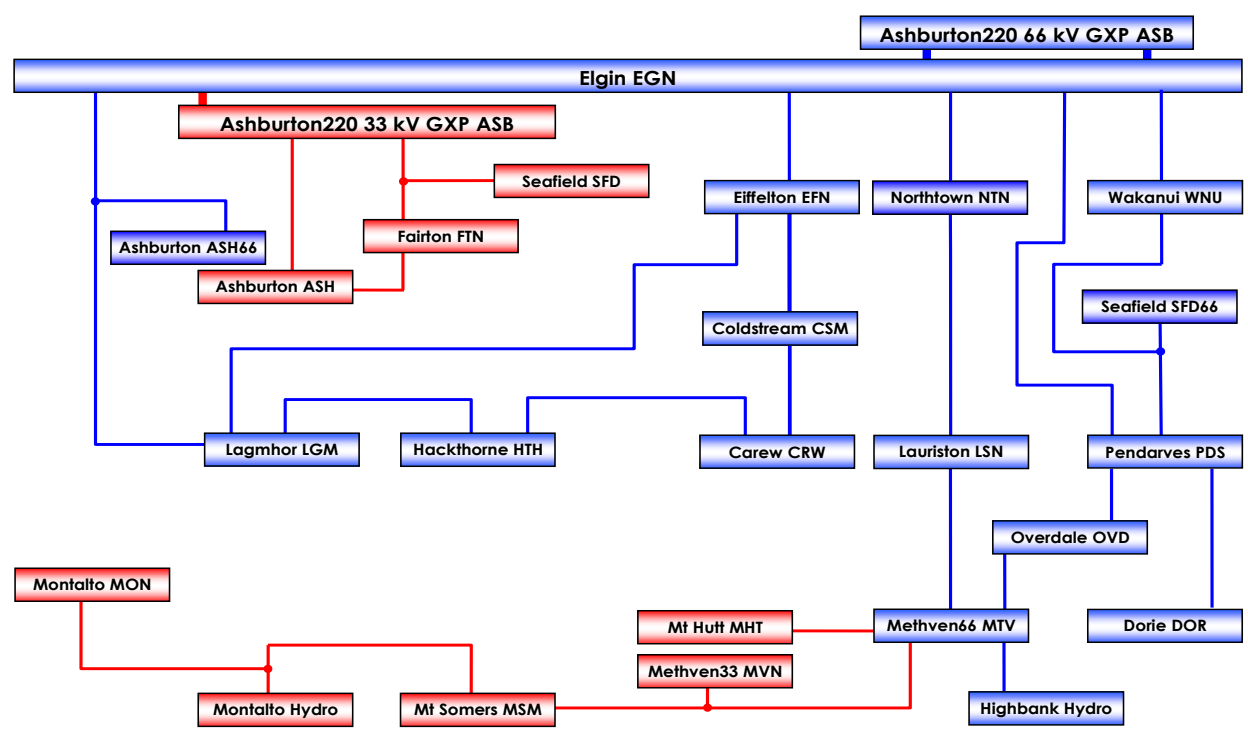 Ashburton220 66 kV GXP ASB
Elgin EGN
Ashburton220 33 kV GXP ASB
Seafield SFD
Eiffelton EFN
Northtown NTN
Wakanui WNU
Fairton FTN
Ashburton ASH66
Ashburton ASH
Seafield SFD66
Coldstream CSM
Lagmhor LGM
Hackthorne HTH
Carew CRW
Lauriston LSN
Pendarves PDS
Overdale OVD
Montalto MON
Mt Hutt MHT
Methven66 MTV
Dorie DOR
Methven33 MVN
Montalto Hydro
Mt Somers MSM
Highbank Hydro